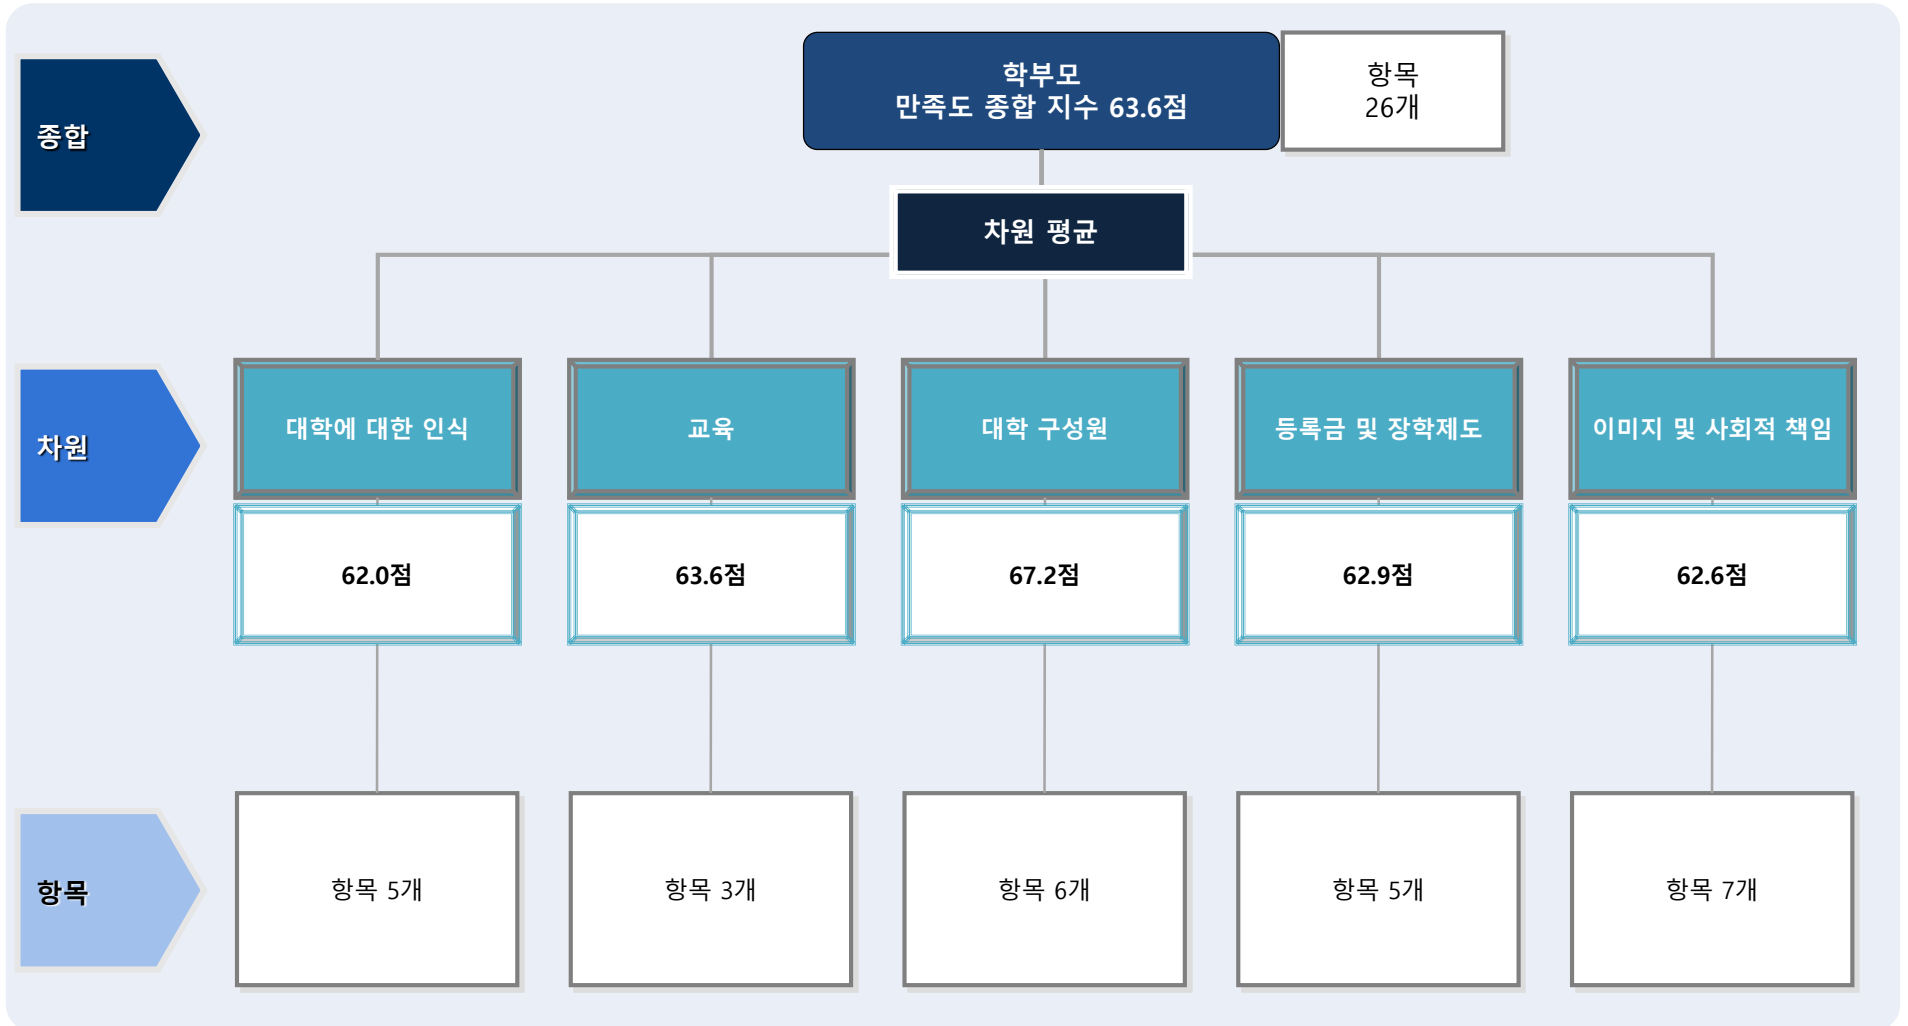 종합
학부모
만족도 종합 지수 63.6점
항목
26개
차원 평균
차원
대학에 대한 인식
교육
대학 구성원
등록금 및 장학제도
이미지 및 사회적 책임
62.0점
63.6점
67.2점
62.9점
62.6점
항목
항목 5개
항목 3개
항목 6개
항목 5개
항목 7개